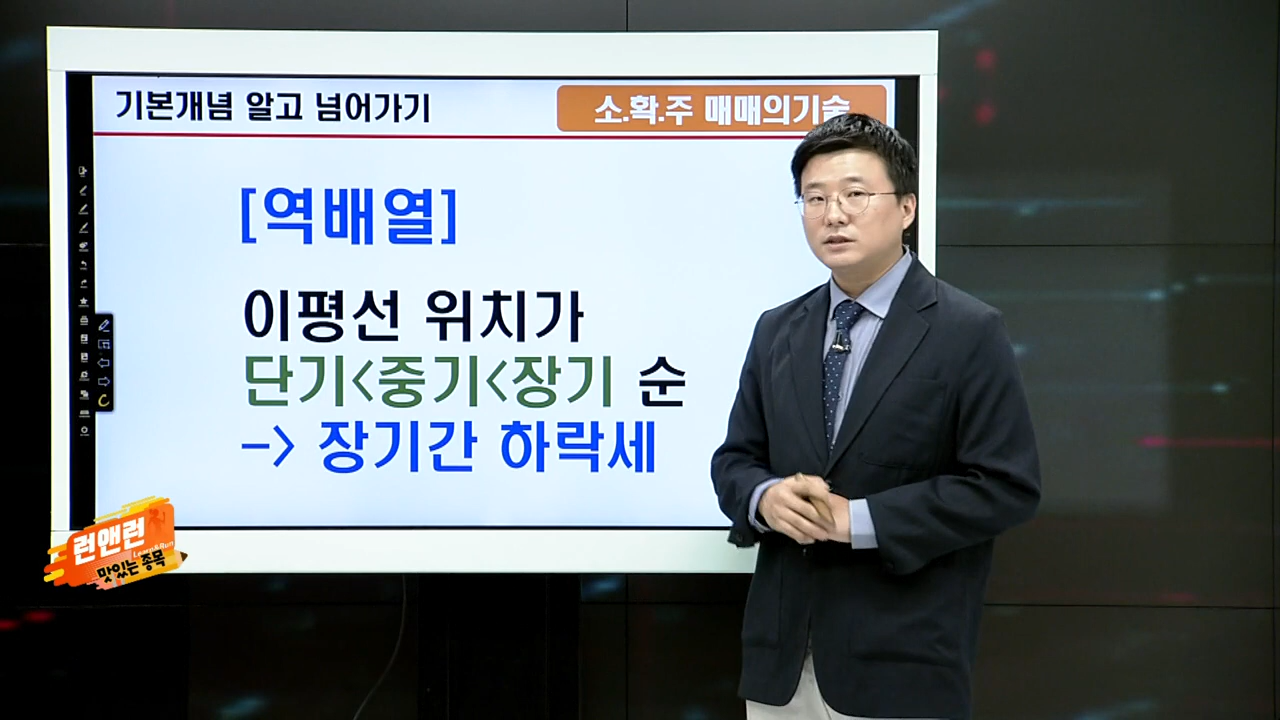 기본개념 알고 넘어가기
소.확.주 매매의기술
[역배열]
이평선 위치가
단기<중기<장기 순
-> 장기간 하락세
런앤런
Learn&Run
맛있는 종목